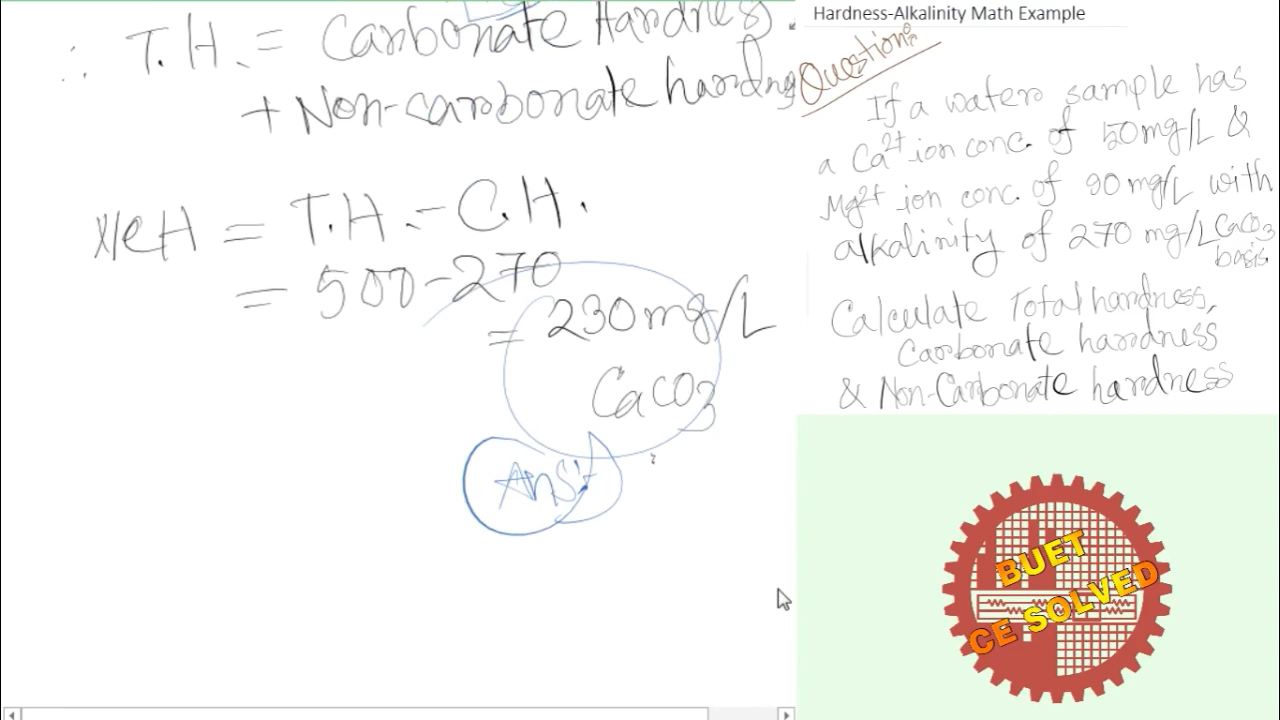 ∴ T.H. = Carbonate Hardness
+ Non-carbonate hardness
NCH = T.H. - C.H.
= 500-270
= 230 mg/L
CaCO3
Ans:
Hardness-Alkalinity Math Example
Question:
If a water sample has
a Ca2+ ion conc. of 50 mg/L &
Mg2+ ion conc. of 90 mg/L with
alkalinity of 270 mg/L CaCO3
basis.
Calculate Total hardness,
Carbonate hardness
& Non-Carbonate hardness
BUET
CE SOLVED